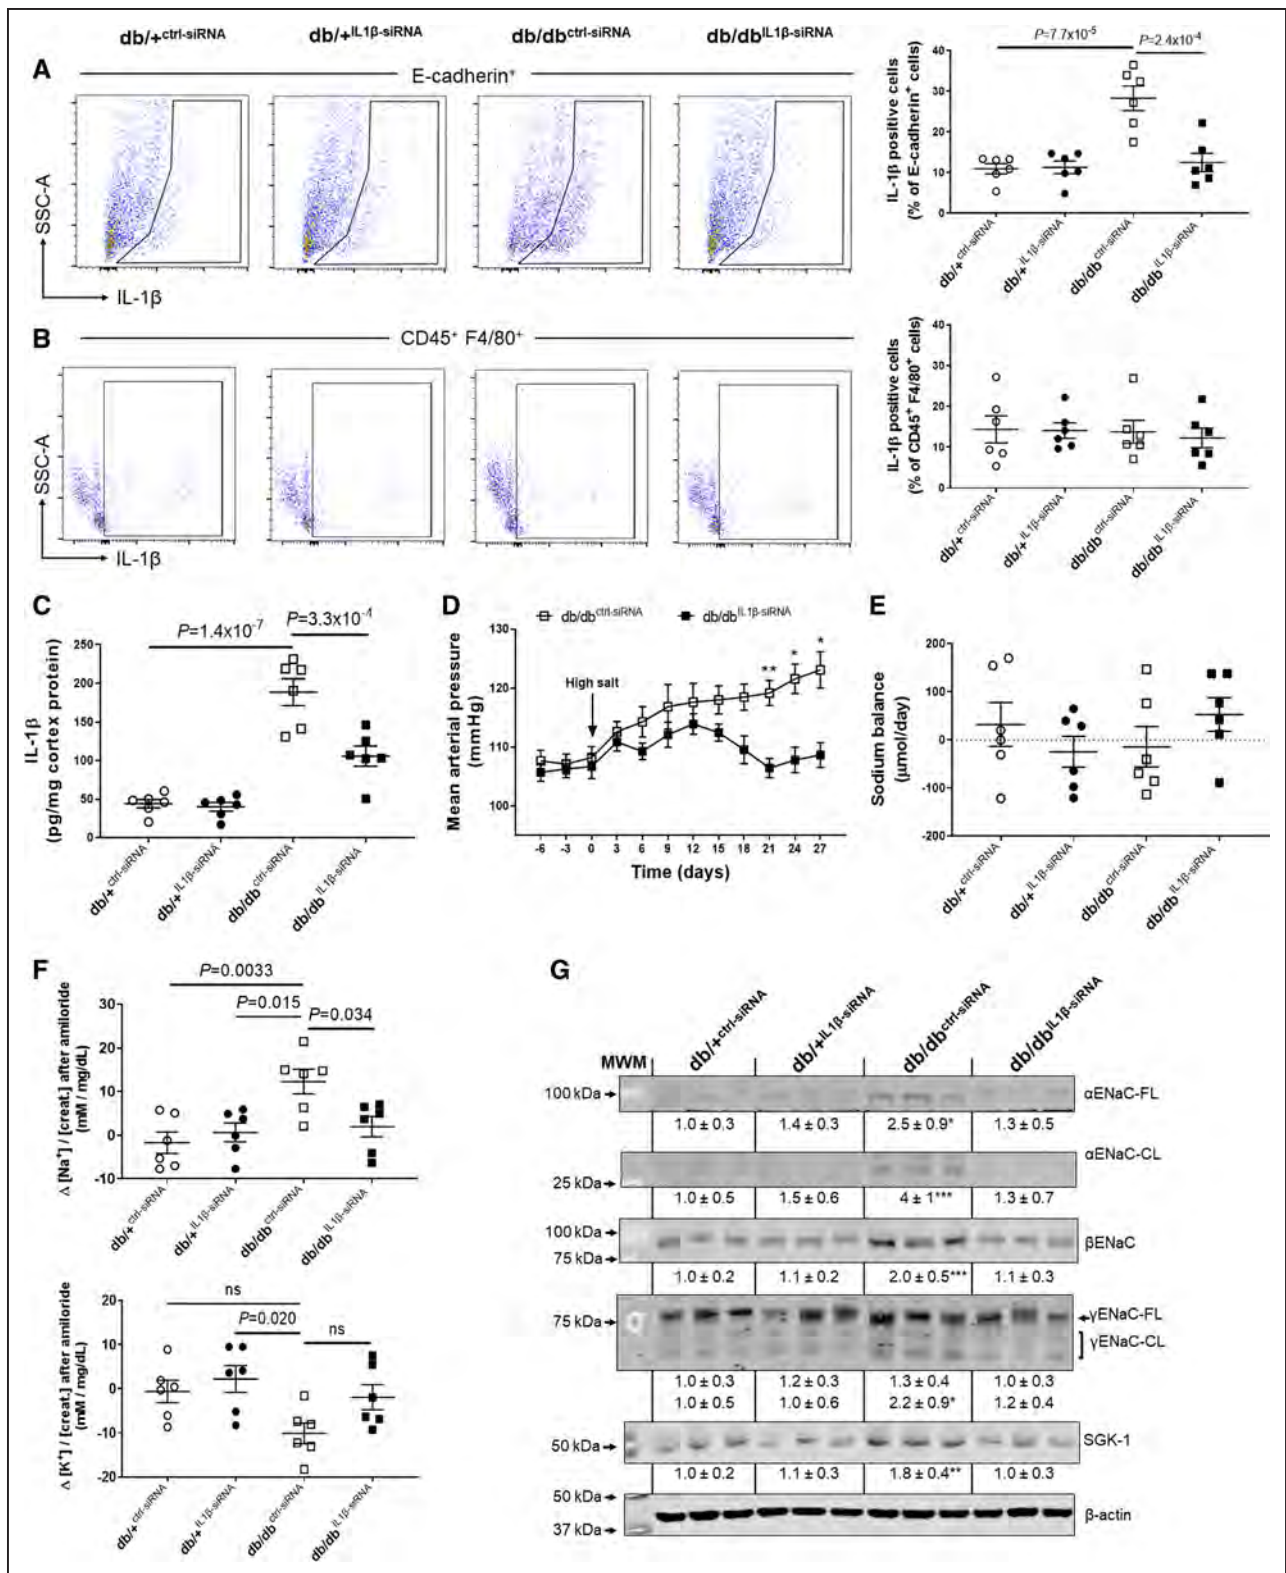 db/+ctrl-siRNA db/+IL1β-siRNA db/dbctrl-siRNA db/dbIL1β-siRNA
A
E-cadherin+
SSC-A
IL-1β
IL-1β positive cells
(% of E-cadherin+ cells)
P=7.7x10-5
P=2.4x10-4
40
30
20
10
0
db/+ctrl-siRNA
db/+IL1β-siRNA
db/dbctrl-siRNA
db/dbIL1β-siRNA
B
CD45+ F4/80+
SSC-A
IL-1β
IL-1β positive cells
(% of CD45+ F4/80+ cells)
40
30
20
10
0
db/+ctrl-siRNA
db/+IL1β-siRNA
db/dbctrl-siRNA
db/dbIL1β-siRNA
C
P=1.4x10-7
P=3.3x10-4
IL-1β
(pg/mg cortex protein)
250
200
150
100
50
0
db/+ctrl-siRNA
db/+IL1β-siRNA
db/dbctrl-siRNA
db/dbIL1β-siRNA
D
db/dbctrl-siRNA db/dbIL1β-siRNA
Mean arterial pressure
(mmHg)
130
120
110
100
High salt
** * *
-6 -3 0 3 6 9 12 15 18 21 24 27
Time (days)
E
Sodium balance
(µmol/day)
200
100
0
-100
-200
db/+ctrl-siRNA
db/+IL1β-siRNA
db/dbctrl-siRNA
db/dbIL1β-siRNA
F
P=0.0033
P=0.015
P=0.034
Δ [Na+] / [creat.] after amiloride
(mM / mg/dL)
30
20
10
0
-10
db/+ctrl-siRNA
db/+IL1β-siRNA
db/dbctrl-siRNA
db/dbIL1β-siRNA
ns
P=0.020
ns
Δ [K+] / [creat.] after amiloride
(mM / mg/dL)
20
10
0
-10
-20
db/+ctrl-siRNA
db/+IL1β-siRNA
db/dbctrl-siRNA
db/dbIL1β-siRNA
G
db/+ctrl-siRNA
db/+IL1β-siRNA
db/dbctrl-siRNA
db/dbIL1β-siRNA
MWM
100 kDa
αENaC-FL
1.0 ± 0.3 1.4 ± 0.3 2.5 ± 0.9* 1.3 ± 0.5
αENaC-CL
25 kDa
1.0 ± 0.5 1.5 ± 0.6 4 ± 1*** 1.3 ± 0.7
100 kDa
βENaC
75 kDa
1.0 ± 0.2 1.1 ± 0.2 2.0 ± 0.5*** 1.1 ± 0.3
75 kDa
γENaC-FL
γENaC-CL
1.0 ± 0.3 1.2 ± 0.3 1.3 ± 0.4 1.0 ± 0.3
1.0 ± 0.5 1.0 ± 0.6 2.2 ± 0.9* 1.2 ± 0.4
50 kDa
SGK-1
1.0 ± 0.2 1.1 ± 0.3 1.8 ± 0.4** 1.0 ± 0.3
50 kDa
β-actin
37 kDa